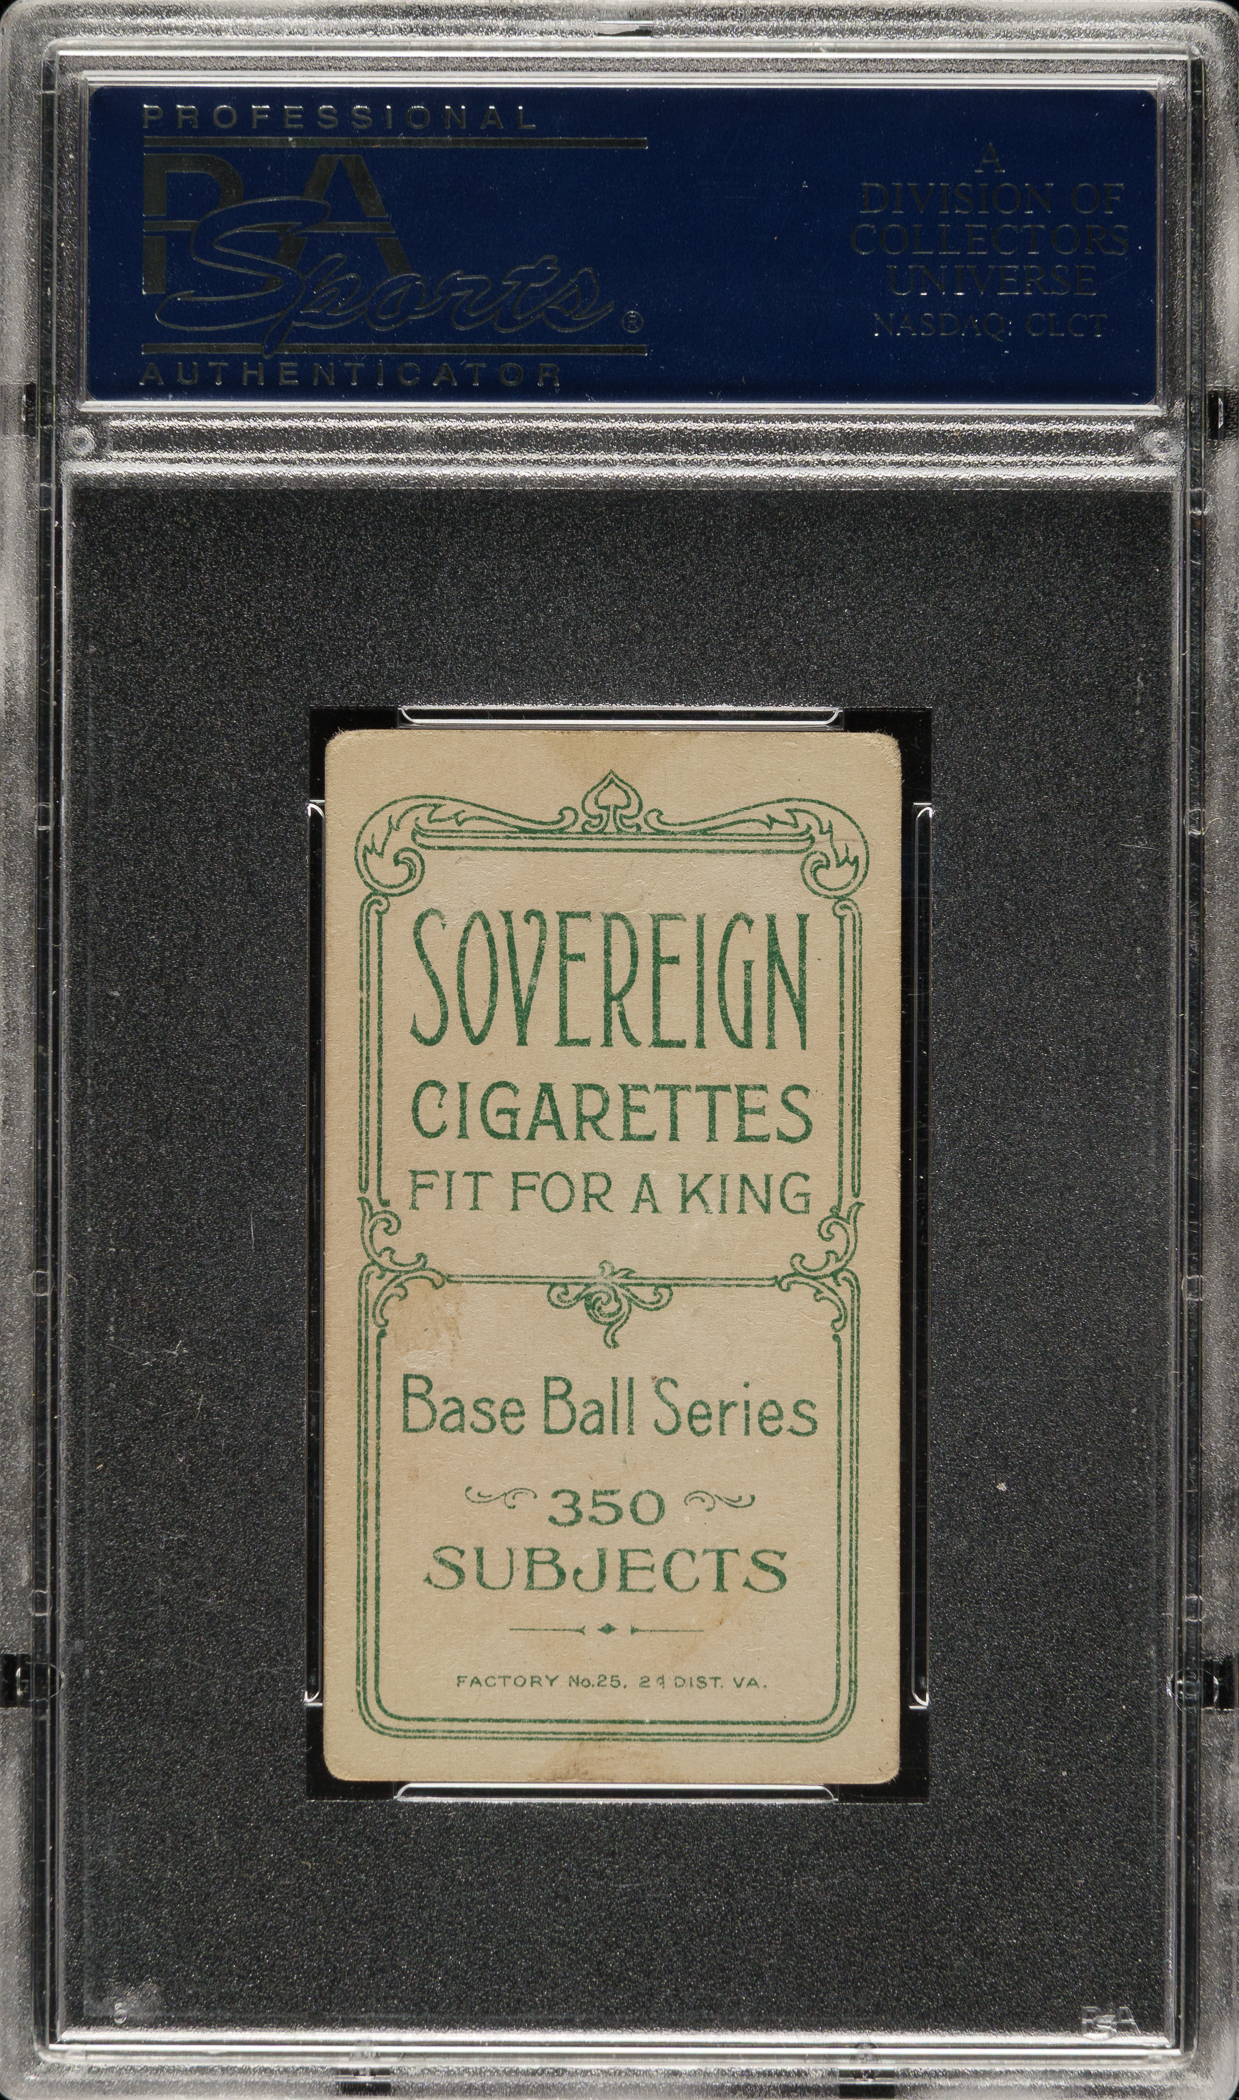 PROFESSIONAL
PSA
Sports ®
AUTHENTICATOR
A
DIVISION OF
COLLECTORS
UNIVERSE
NASDAQ: CLCT
SOVEREIGN
CIGARETTES
FIT FOR A KING
Base Ball Series
350
SUBJECTS
FACTORY No.25, 2d DIST. VA.
PSA